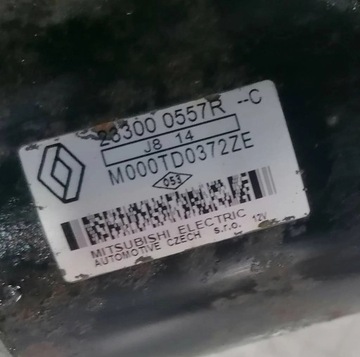 23300 0557R --C
J8 14
M000TD0372ZE
053
MITSUBISHI ELECTRIC
AUTOMOTIVE CZECH s.r.o. 12V